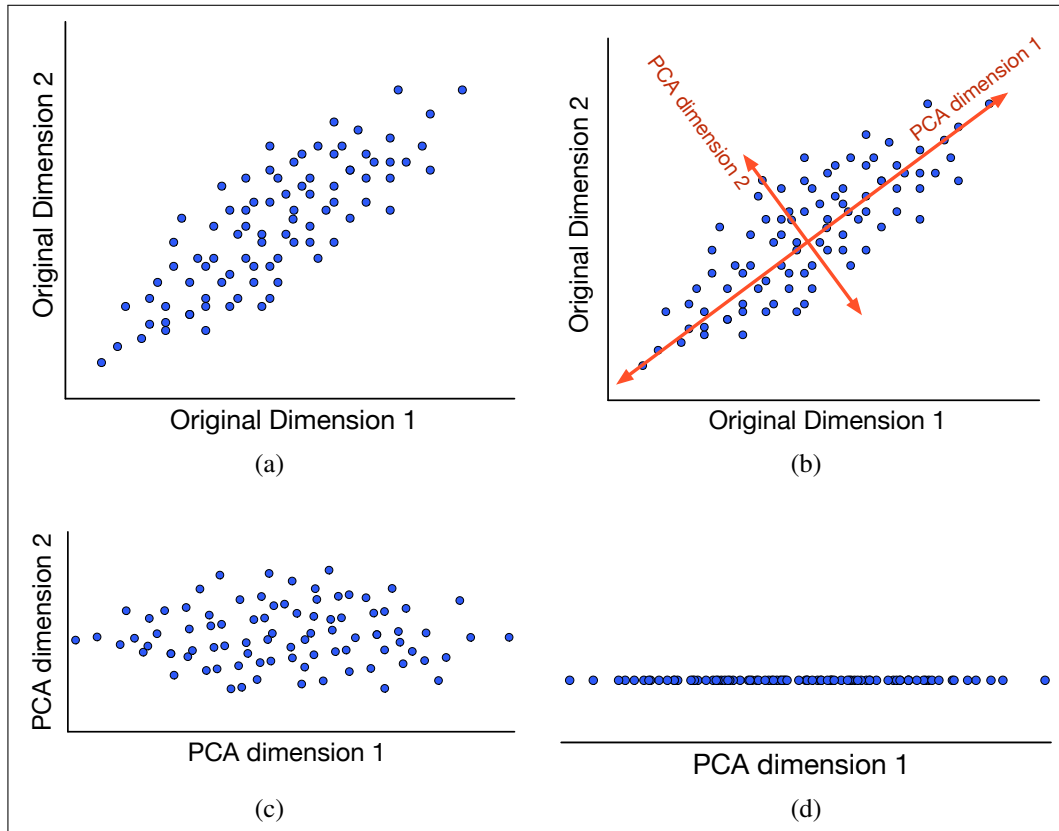 Original Dimension 2
Original Dimension 1
(a)
Original Dimension 2
PCA dimension 2
PCA dimension 1
Original Dimension 1
(b)
PCA dimension 2
PCA dimension 1
(c)
PCA dimension 1
(d)